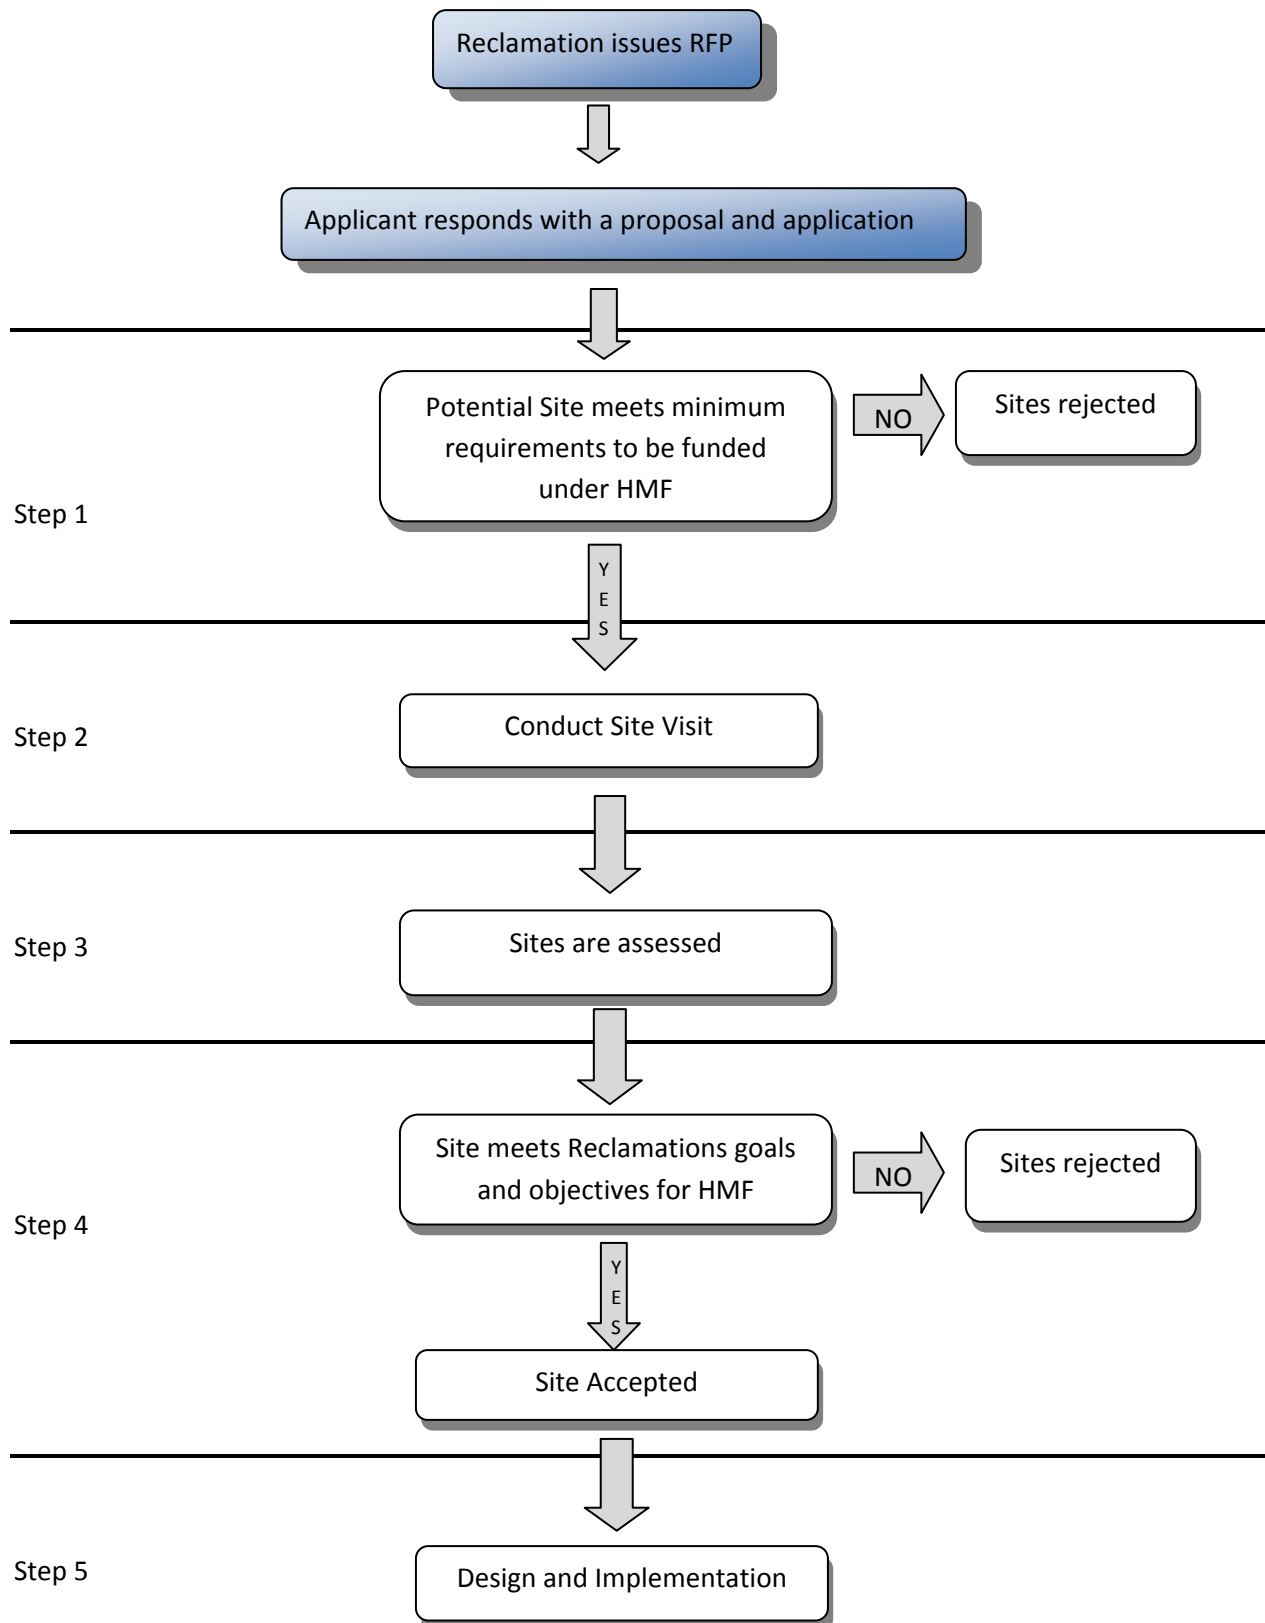 Reclamation issues RFP
Applicant responds with a proposal and application
Potential Site meets minimum
requirements to be funded
under HMF
NO
Sites rejected
Step 1
Y
E
S
Step 2
Conduct Site Visit
Step 3
Sites are assessed
Site meets Reclamations goals
and objectives for HMF
NO
Sites rejected
Step 4
Y
E
S
Site Accepted
Step 5
Design and Implementation